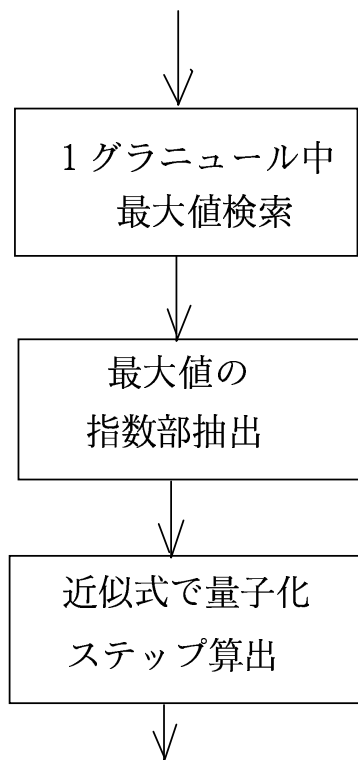 1グラニュール中
最大値検索
最大値の
指数部抽出
近似式で量子化
ステップ算出